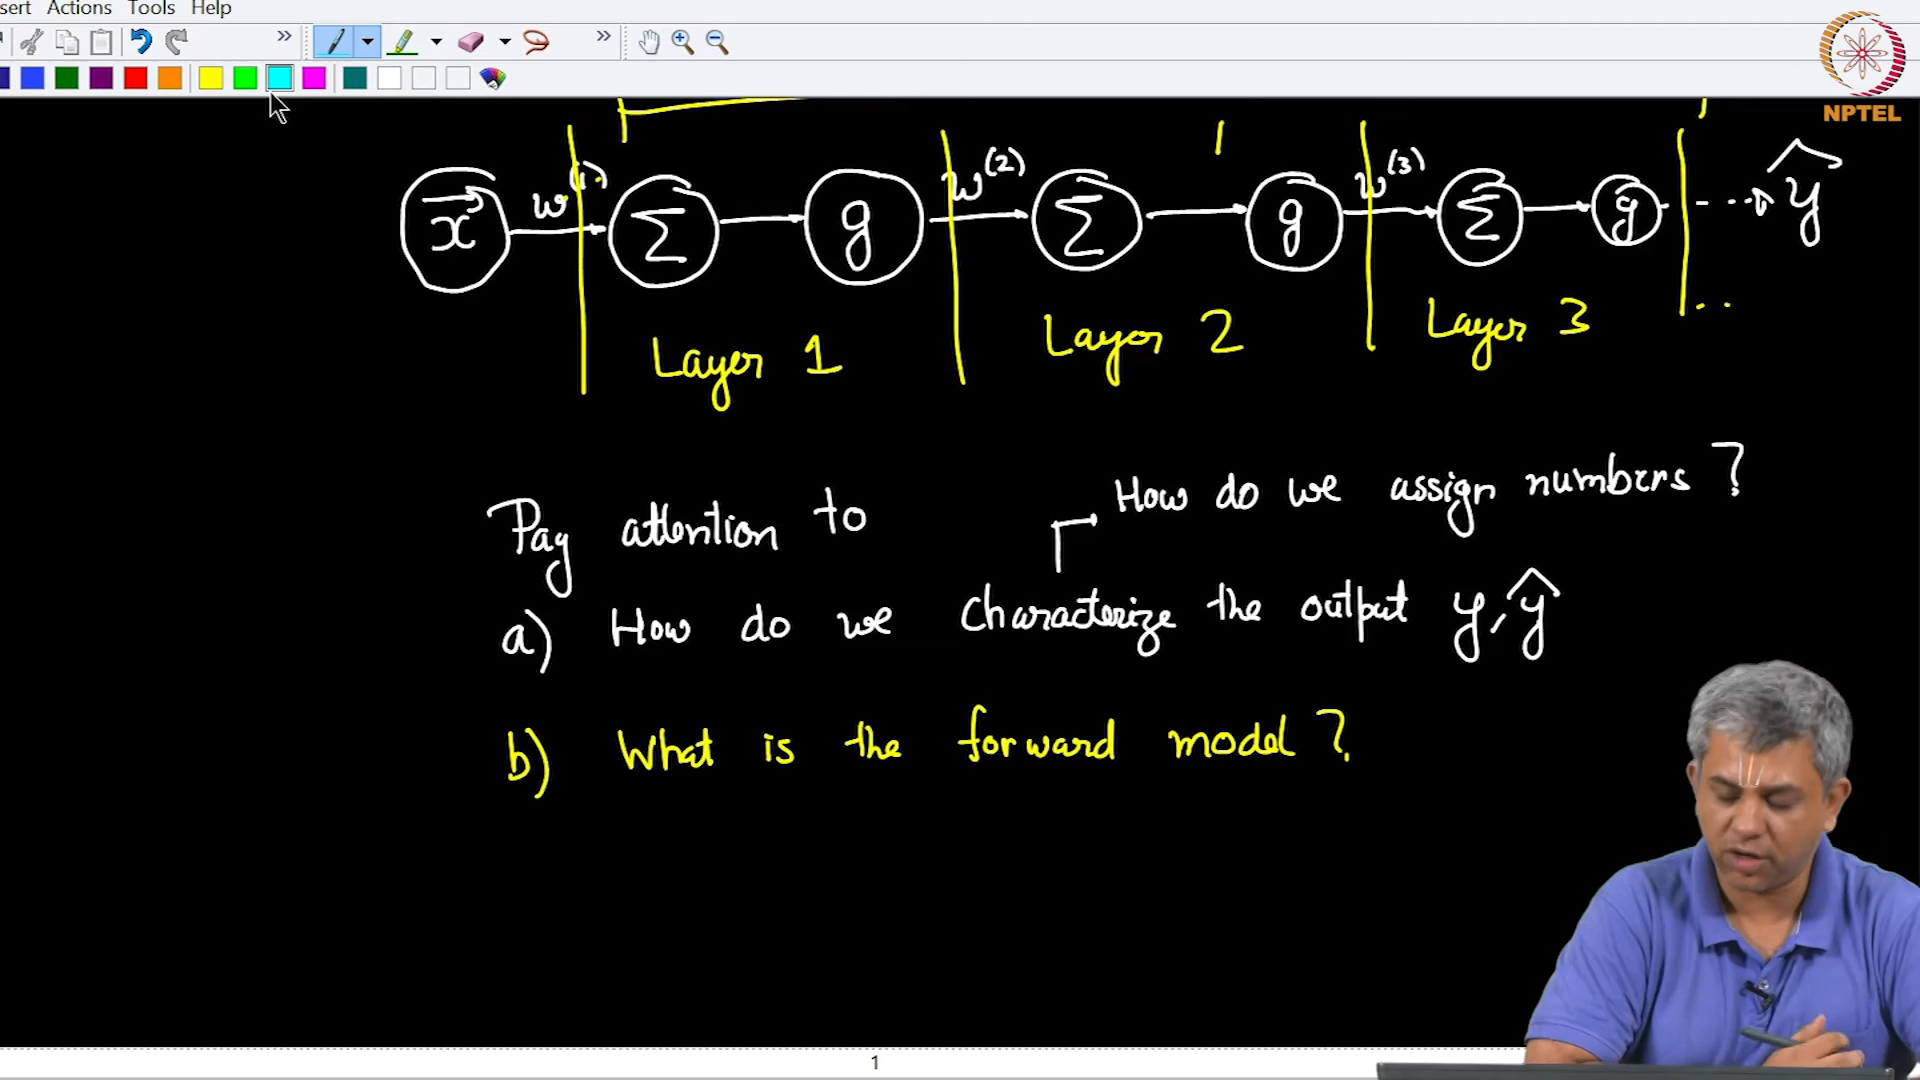 sert Actions Tools Help
NPTEL
x w(1) Σ g w(2) Σ g w(3) Σ g ... ŷ
Layer 1 Layer 2 Layer 3 ..
Pay attention to
How do we assign numbers?
a) How do we characterize the output y, ŷ
b) What is the forward model?
1